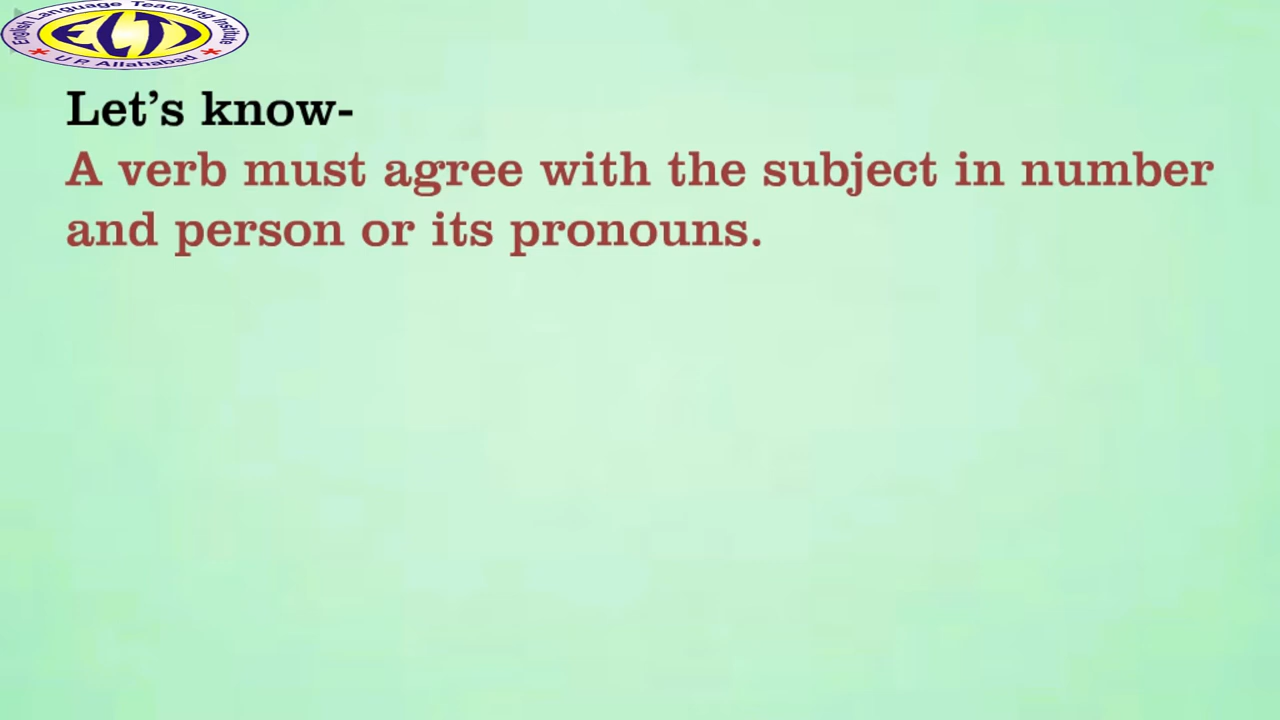 English Language Teaching Institute
ELTI
U P Allahabad
Let's know-
A verb must agree with the subject in number
and person or its pronouns.